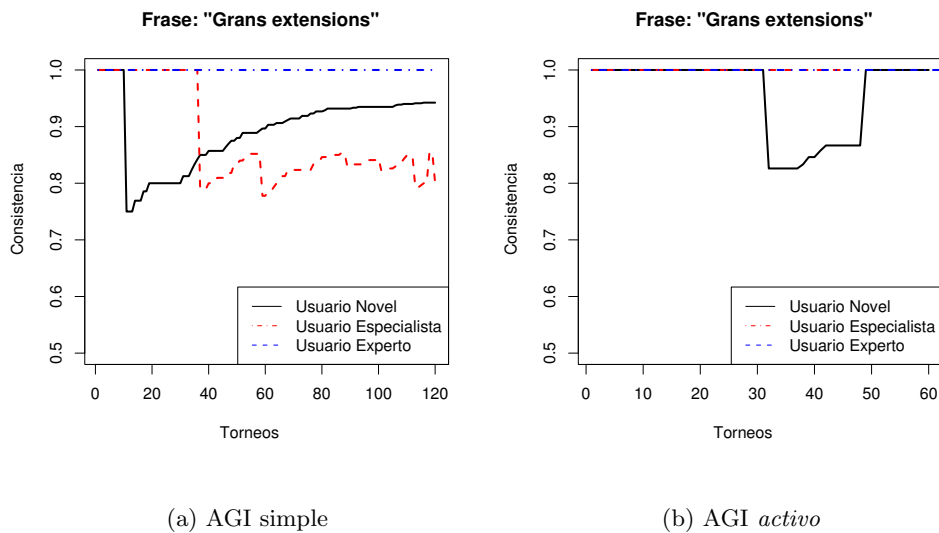 Frase: "Grans extensions"
Consistencia
1.0
0.9
0.8
0.7
0.6
0.5
Usuario Novel
Usuario Especialista
Usuario Experto
0 20 40 60 80 100 120
Torneos
(a) AGI simple
Frase: "Grans extensions"
Consistencia
1.0
0.9
0.8
0.7
0.6
0.5
Usuario Novel
Usuario Especialista
Usuario Experto
0 10 20 30 40 50 60
Torneos
(b) AGI activo